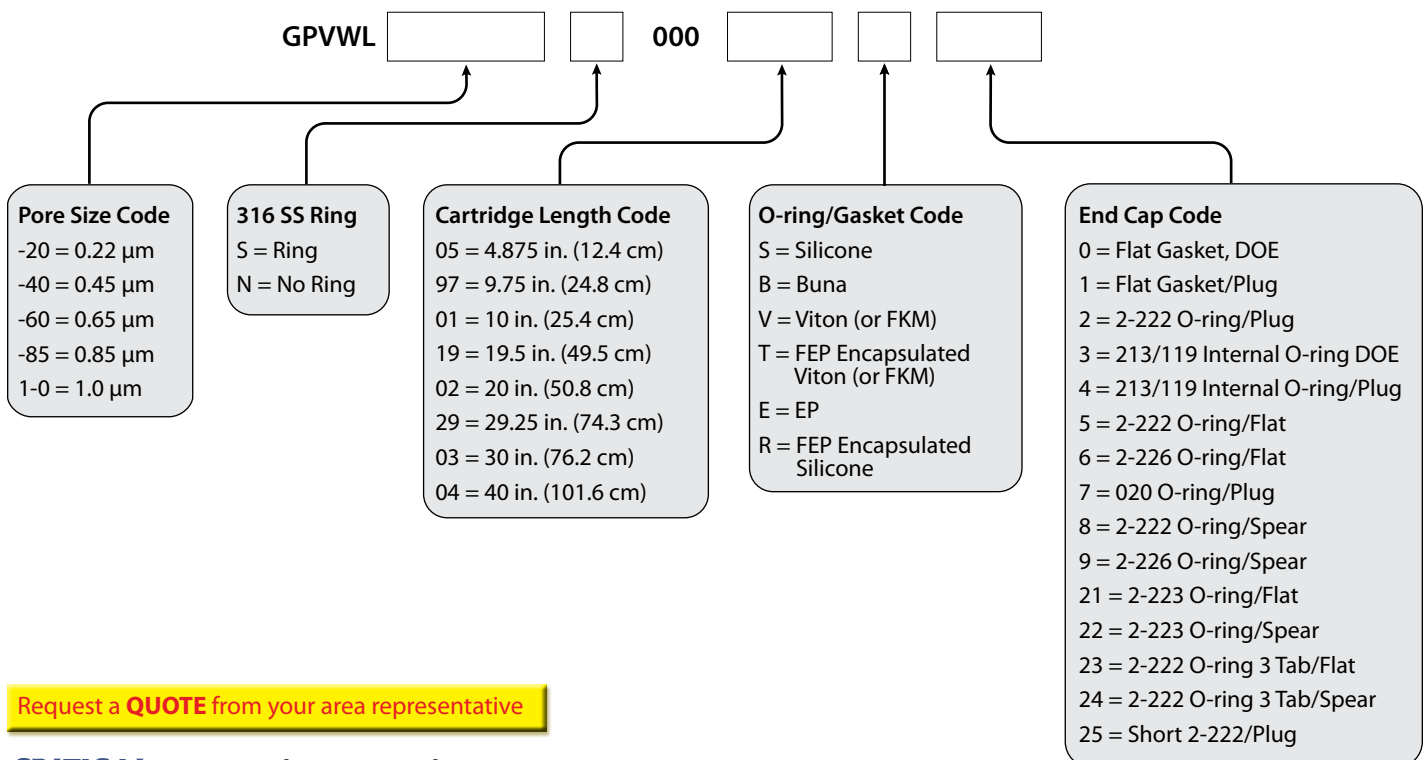 GPVWL 000
Pore Size Code
-20 = 0.22 μm
-40 = 0.45 μm
-60 = 0.65 μm
-85 = 0.85 μm
1-0 = 1.0 μm
316 SS Ring
S = Ring
N = No Ring
Cartridge Length Code
05 = 4.875 in. (12.4 cm)
97 = 9.75 in. (24.8 cm)
01 = 10 in. (25.4 cm)
19 = 19.5 in. (49.5 cm)
02 = 20 in. (50.8 cm)
29 = 29.25 in. (74.3 cm)
03 = 30 in. (76.2 cm)
04 = 40 in. (101.6 cm)
O-ring/Gasket Code
S = Silicone
B = Buna
V = Viton (or FKM)
T = FEP Encapsulated
Viton (or FKM)
E = EP
R = FEP Encapsulated
Silicone
End Cap Code
0 = Flat Gasket, DOE
1 = Flat Gasket/Plug
2 = 2-222 O-ring/Plug
3 = 213/119 Internal O-ring DOE
4 = 213/119 Internal O-ring/Plug
5 = 2-222 O-ring/Flat
6 = 2-226 O-ring/Flat
7 = 020 O-ring/Plug
8 = 2-222 O-ring/Spear
9 = 2-226 O-ring/Spear
21 = 2-223 O-ring/Flat
22 = 2-223 O-ring/Spear
23 = 2-222 O-ring 3 Tab/Flat
24 = 2-222 O-ring 3 Tab/Spear
25 = Short 2-222/Plug
Request a QUOTE from your area representative